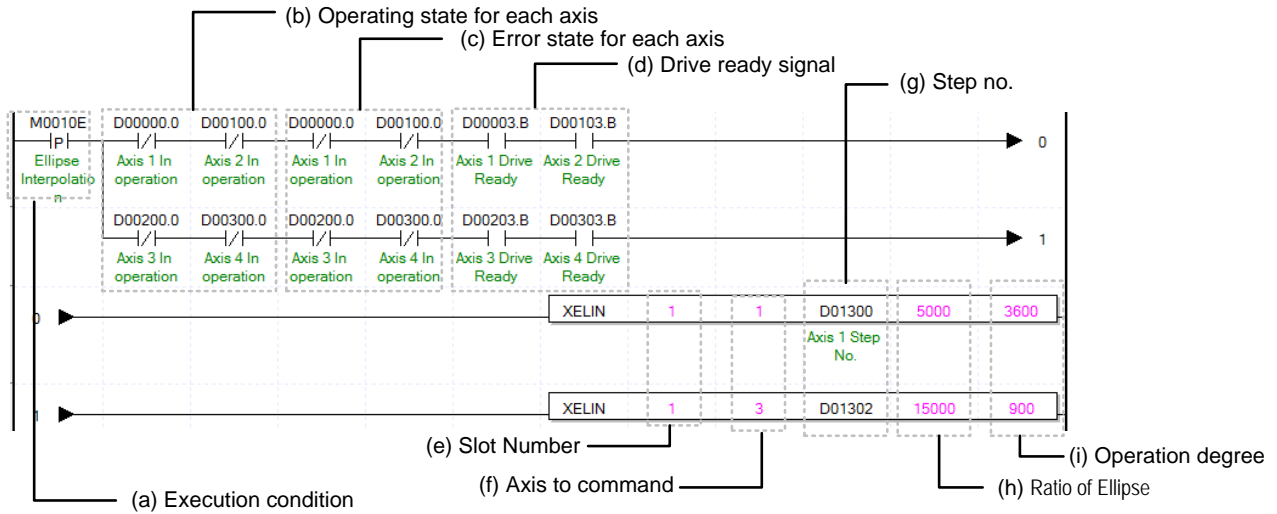 (b) Operating state for each axis
(c) Error state for each axis
(d) Drive ready signal
(g) Step no.
M0010E D00000.0 D00100.0 D00000.0 D00100.0 D00003.B D00103.B
P
0
Ellipse Axis 1 In Axis 2 In Axis 1 In Axis 2 In Axis 1 Drive Axis 2 Drive
Interpolatio operation operation operation operation Ready Ready
n
D00200.0 D00300.0 D00200.0 D00300.0 D00203.B D00303.B
1
Axis 3 In Axis 4 In Axis 3 In Axis 4 In Axis 3 Drive Axis 4 Drive
operation operation operation operation Ready Ready
0 XELIN 1 1 D01300 5000 3600
Axis 1 Step
No.
1 XELIN 1 3 D01302 15000 900
(e) Slot Number
(i) Operation degree
(f) Axis to command
(h) Ratio of Ellipse
(a) Execution condition